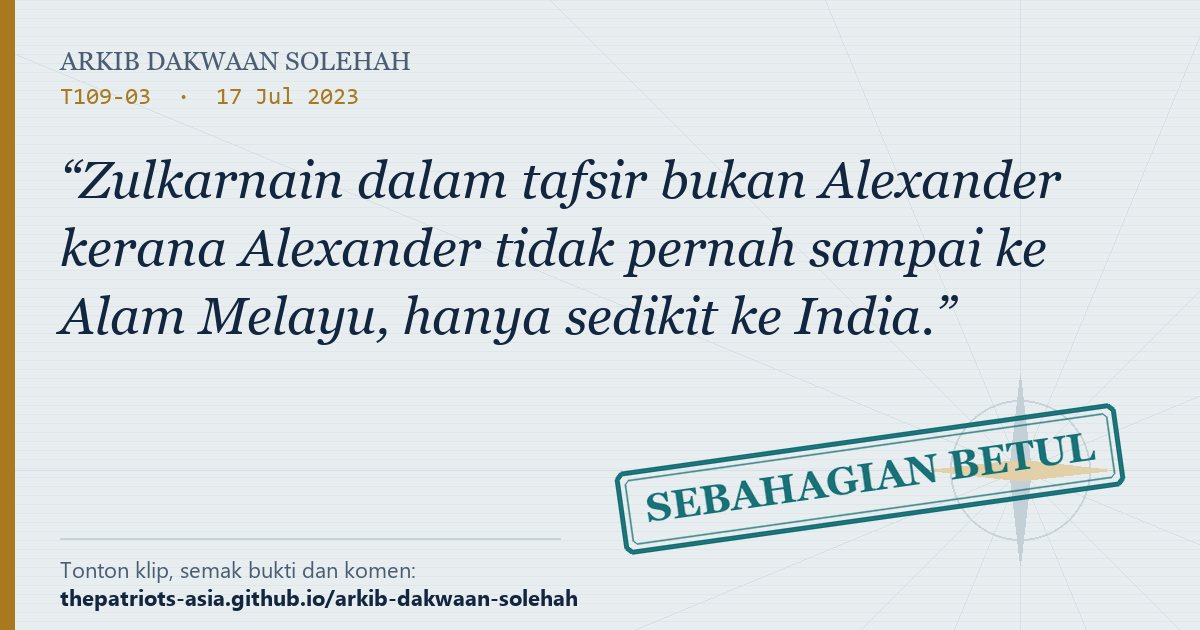 ARKIB DAKWAAN SOLEHAH
T109-03 · 17 Jul 2023
“Zulkarnain dalam tafsir bukan Alexander
kerana Alexander tidak pernah sampai ke
Alam Melayu, hanya sedikit ke India.”
SEBAHAGIAN BETUL
Tonton klip, semak bukti dan komen:
thepatriots-asia.github.io/arkib-dakwaan-solehah